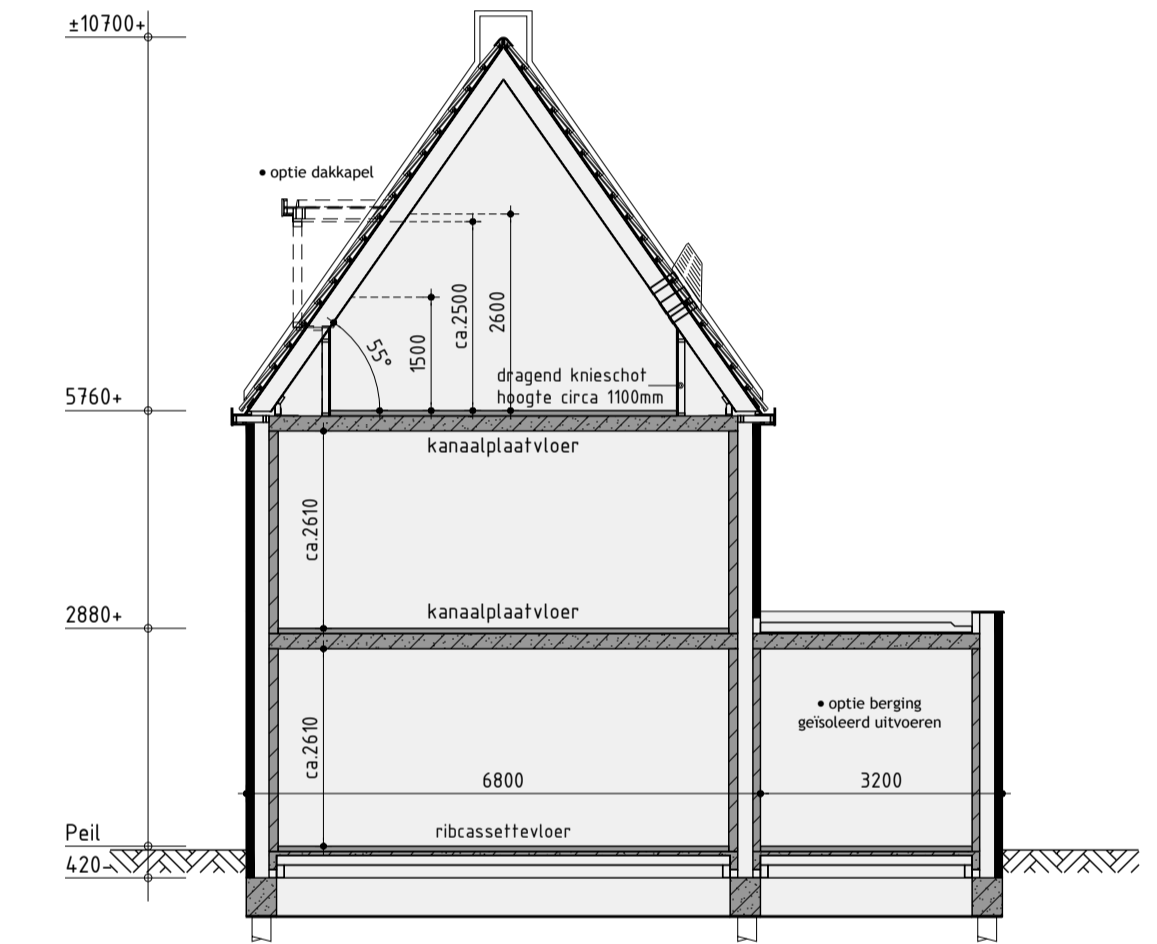 ±10700+
• optie dakkapel
ca.2500
2600
1500
55°
dragend knieschot
hoogte circa 1100mm
5760+
kanaalplaatvloer
ca.2610
kanaalplaatvloer
2880+
• optie berging
geïsoleerd uitvoeren
ca.2610
6800
3200
ribcassettevloer
Peil
420-